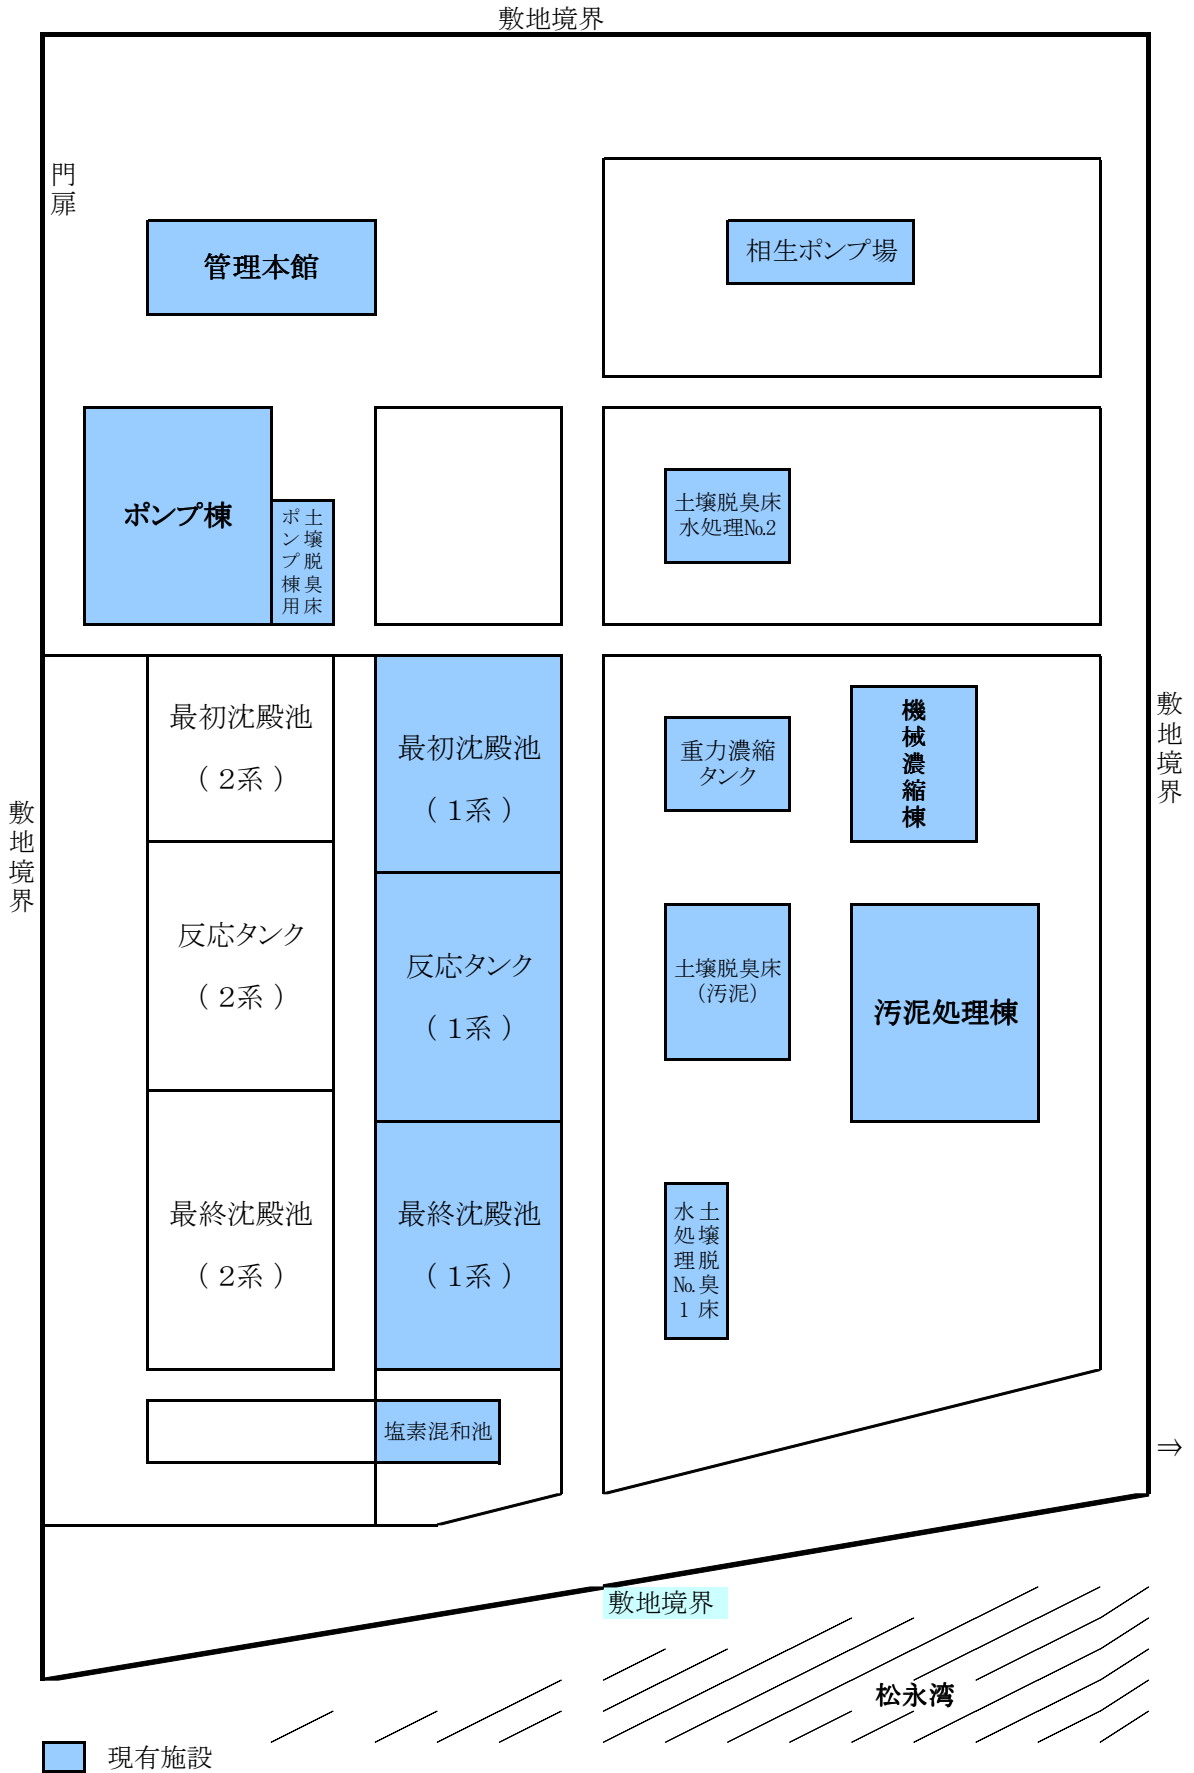 敷地境界
門扉
管理本館
相生ポンプ場
ポンプ棟
土壌脱臭床
ポンプ棟用
土壌脱臭床
水処理№2
最初沈殿池
（２系）
最初沈殿池
（１系）
重力濃縮
タンク
機械濃縮棟
敷地境界
敷地境界
反応タンク
（２系）
反応タンク
（１系）
土壌脱臭床
（汚泥）
汚泥処理棟
最終沈殿池
（２系）
最終沈殿池
（１系）
土壌脱臭床
水処理№1
塩素混和池
⇒
敷地境界
松永湾
現有施設